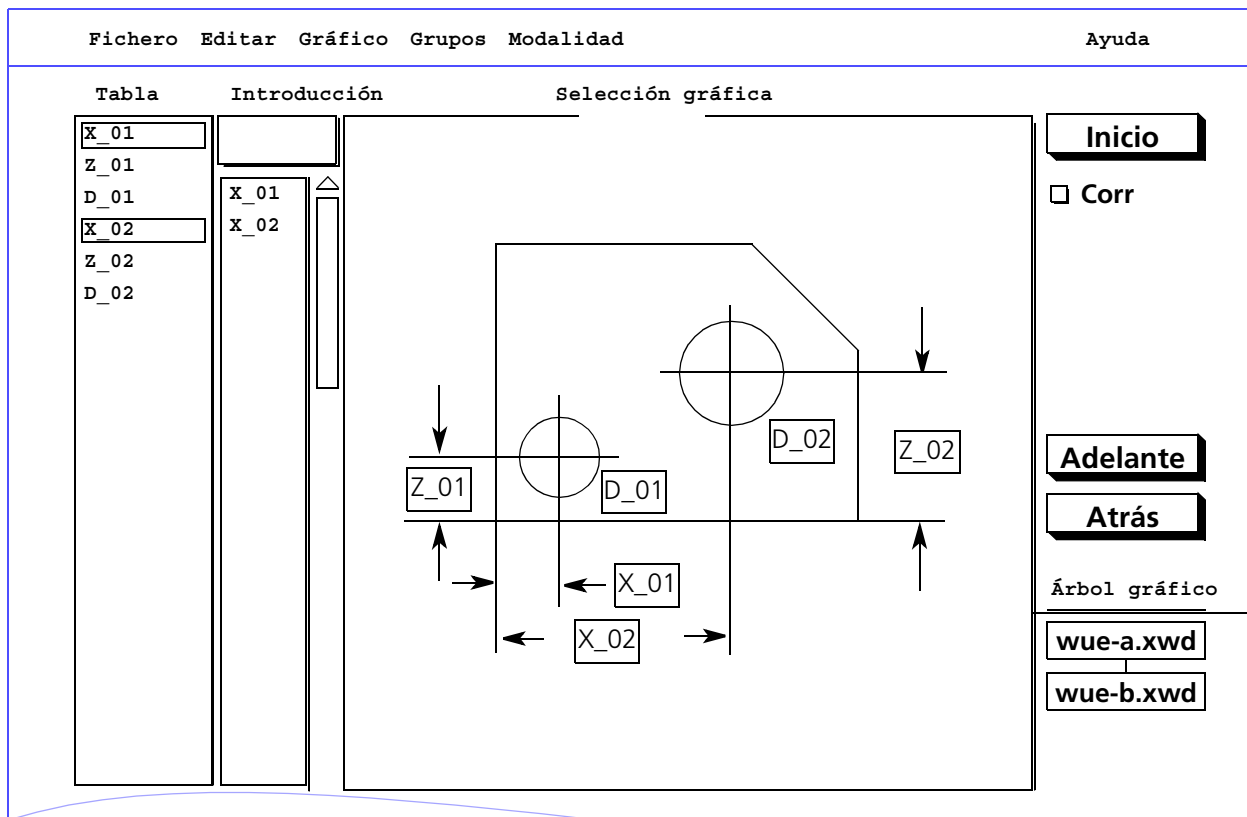 Fichero Editar Gráfico Grupos Modalidad Ayuda
Tabla Introducción Selección gráfica
X_01
Z_01
D_01
X_02
Z_02
D_02
X_01
X_02
D_02
Z_02
Z_01
D_01
X_01
X_02
Inicio
Corr
Adelante
Atrás
Árbol gráfico
wue-a.xwd
wue-b.xwd